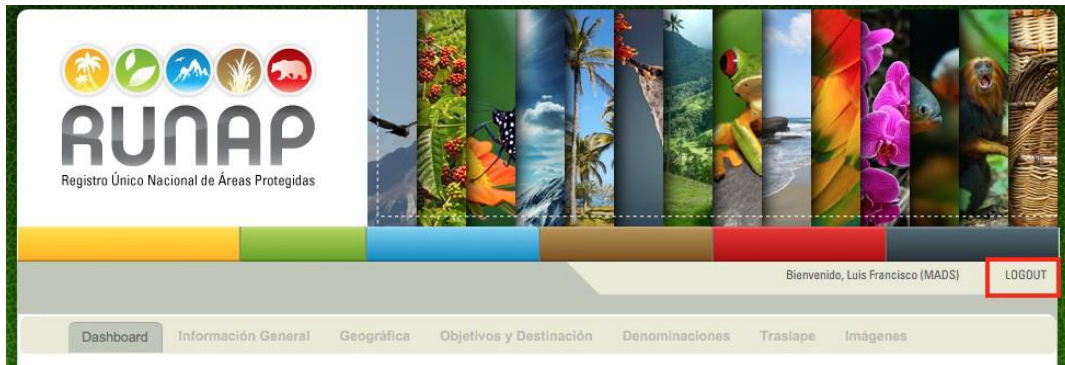 RUNAP
Registro Único Nacional de Áreas Protegidas
Bienvenido, Luis Francisco (MADS) LOGOUT
Dashboard Información General Geográfica Objetivos y Destinación Denominaciones Traslape Imágenes